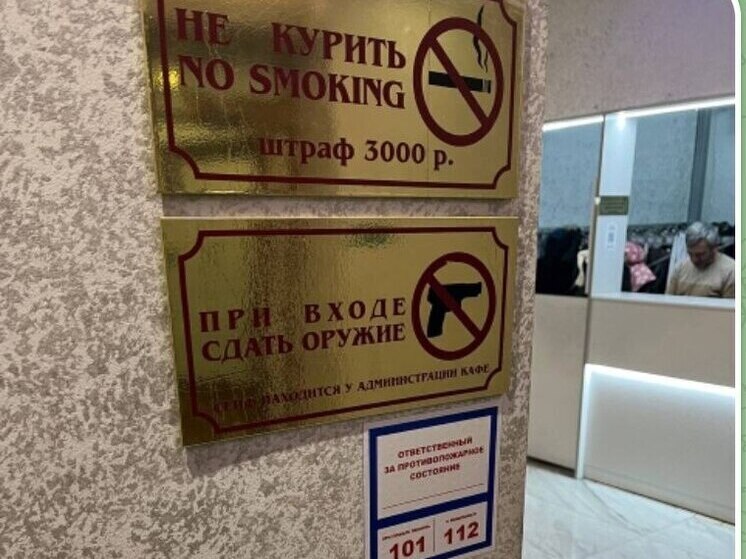 НЕ КУРИТЬ
NO SMOKING
штраф 3000 р.
ПРИ ВХОДЕ
СДАТЬ ОРУЖИЕ
СЕЙФ НАХОДИТСЯ У АДМИНИСТРАЦИИ КАФЕ
ОТВЕТСТВЕННЫЙ
ЗА ПРОТИВОПОЖАРНОЕ
СОСТОЯНИЕ
101 112